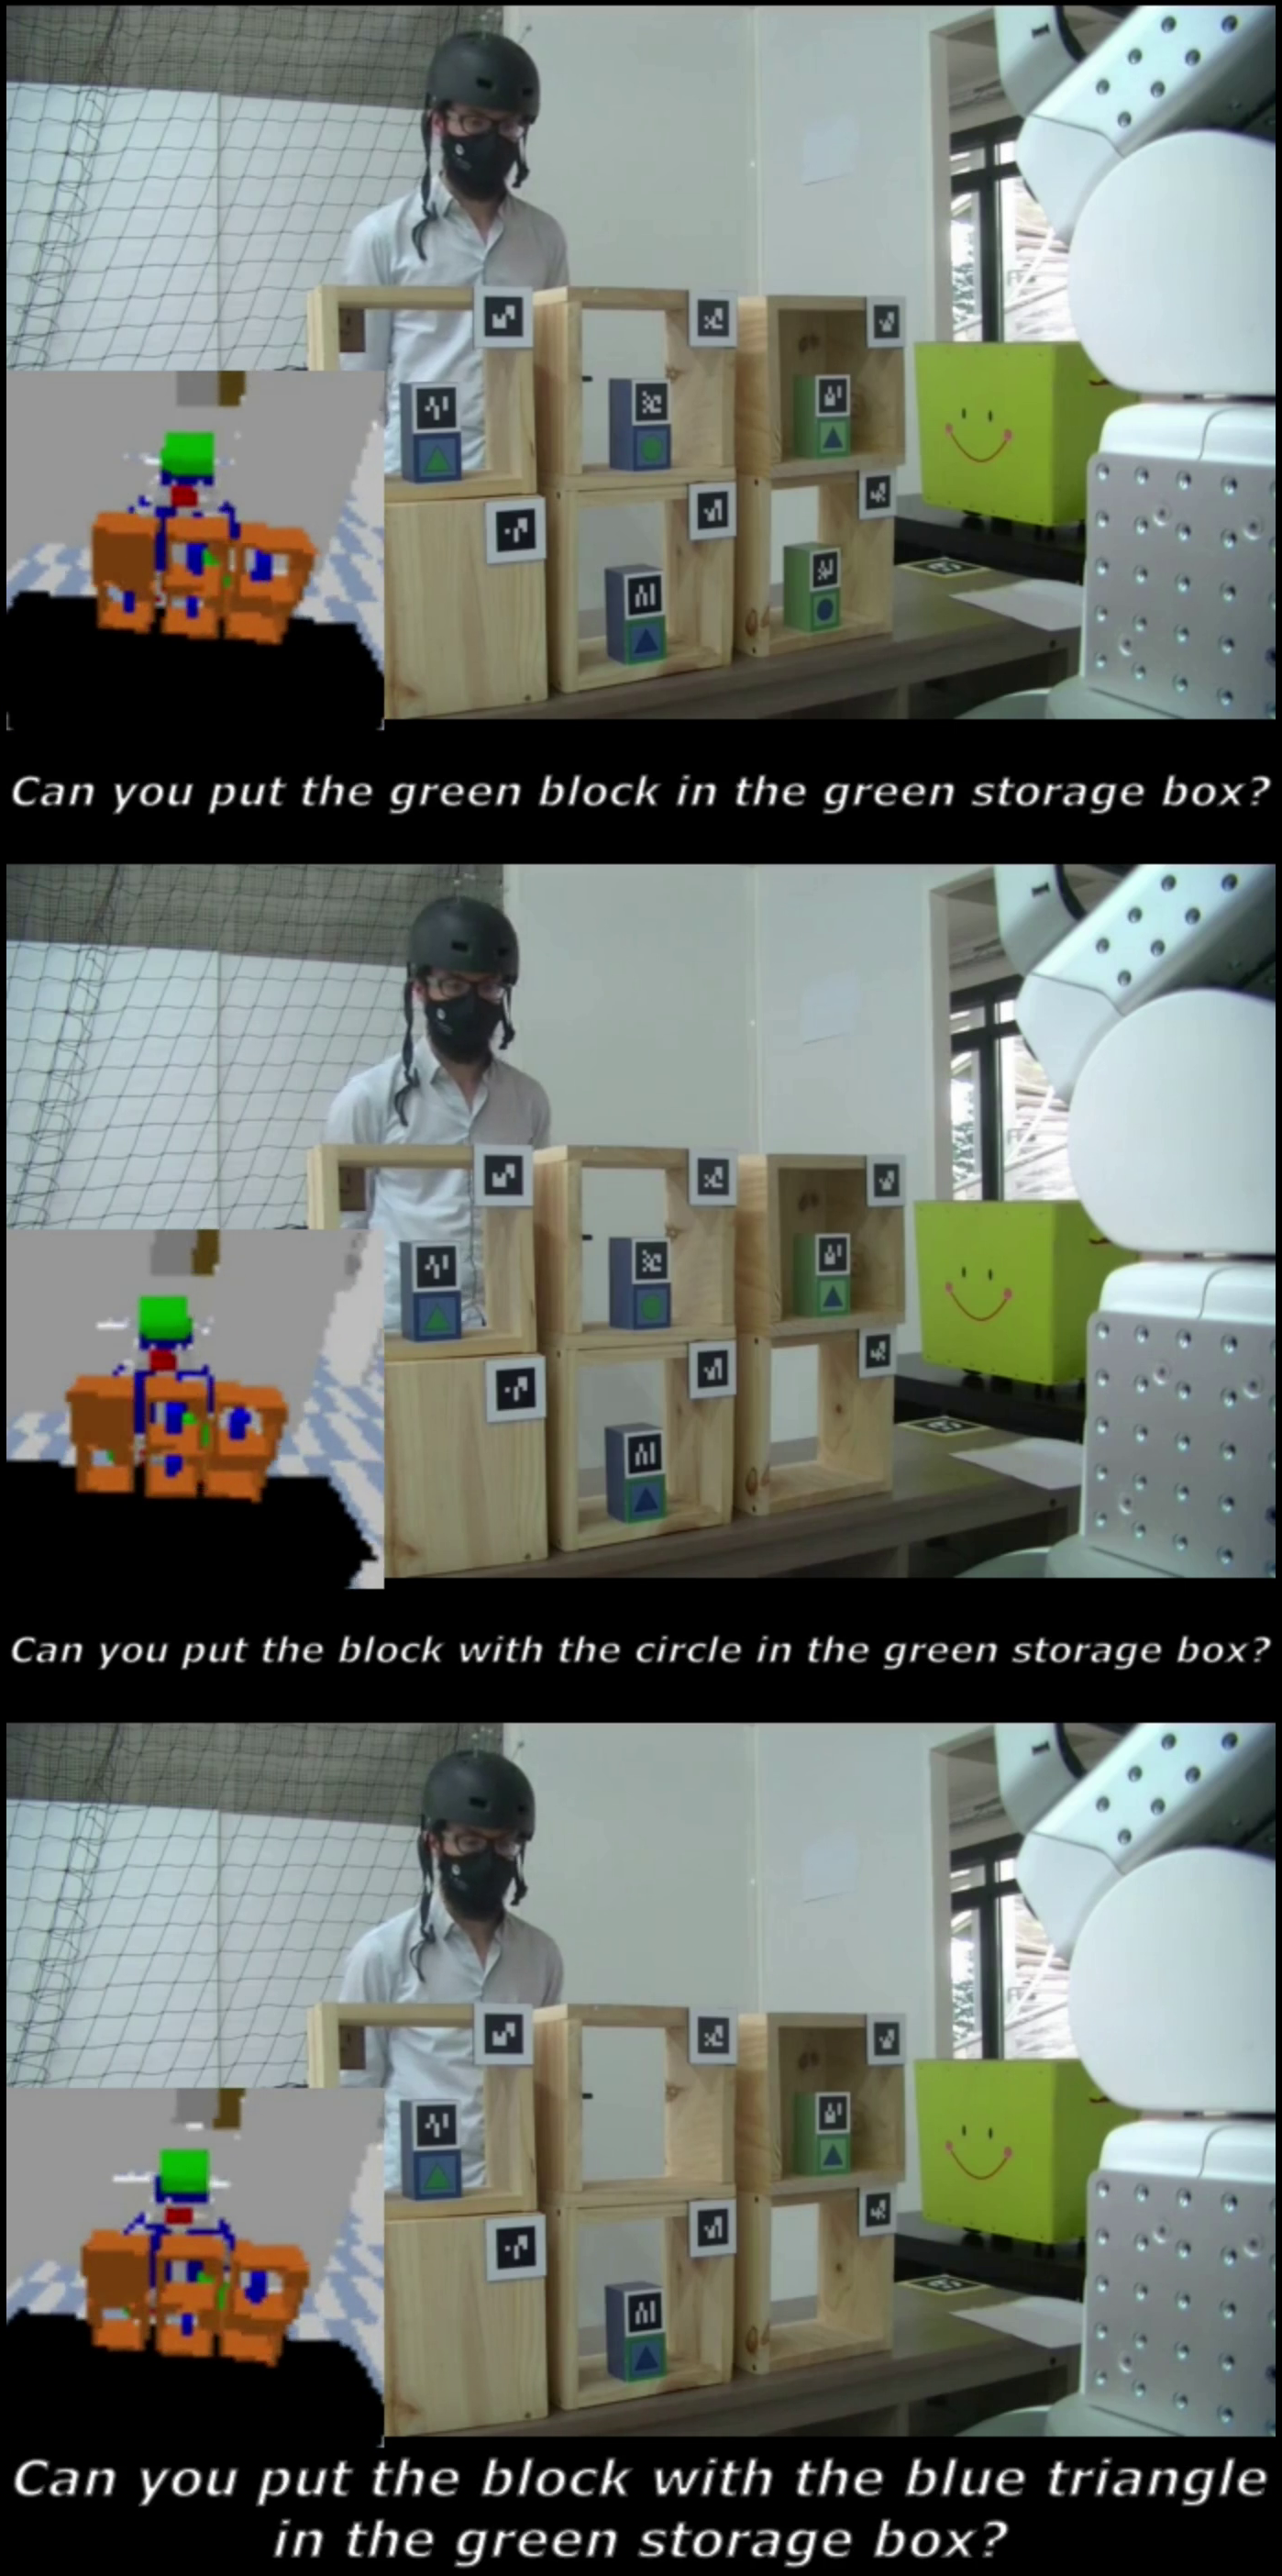 Can you put the green block in the green storage box?
Can you put the block with the circle in the green storage box?
Can you put the block with the blue triangle
in the green storage box?